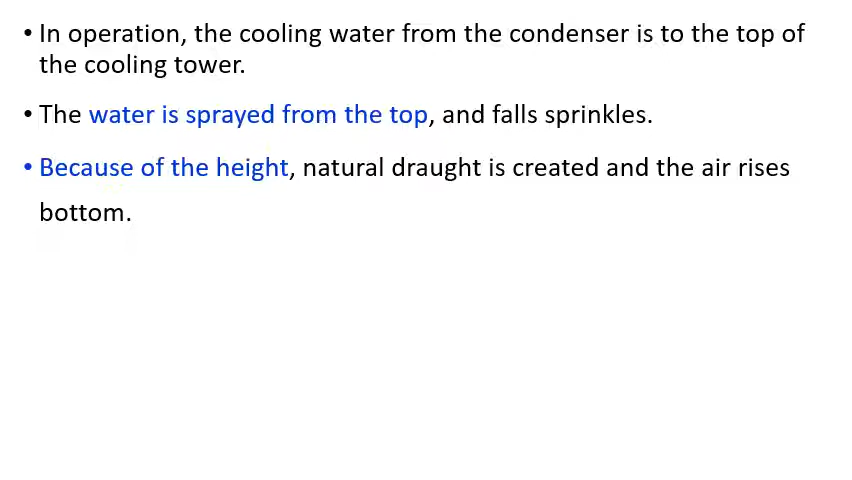 • In operation, the cooling water from the condenser is to the top of
the cooling tower.
• The water is sprayed from the top, and falls sprinkles.
• Because of the height, natural draught is created and the air rises
bottom.